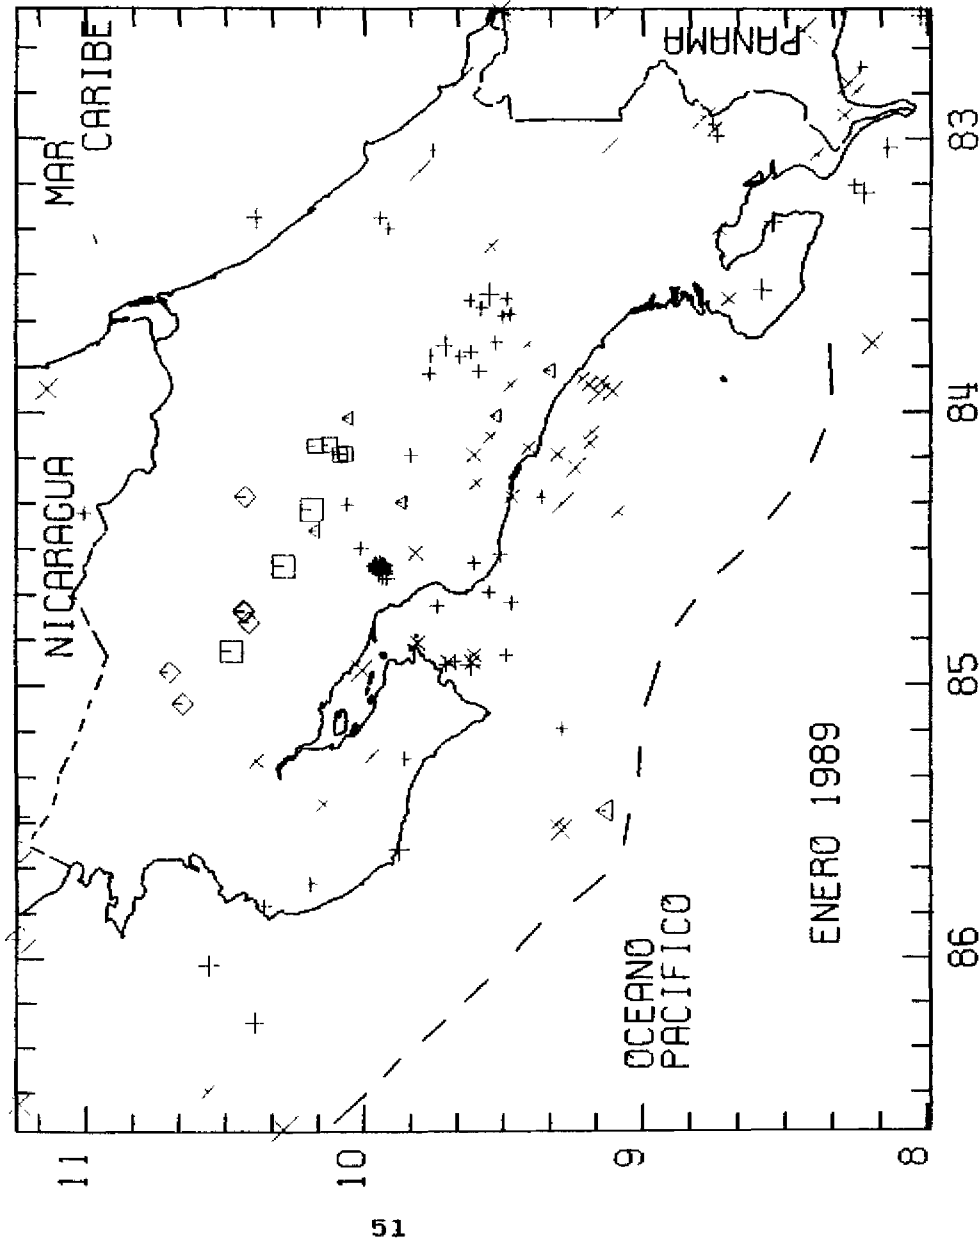 MAR
CARIBE
NICARAGUA
PANAMA
OCEANO
PACIFICO
ENERO 1989
11
10
9
8
86
85
84
83
51